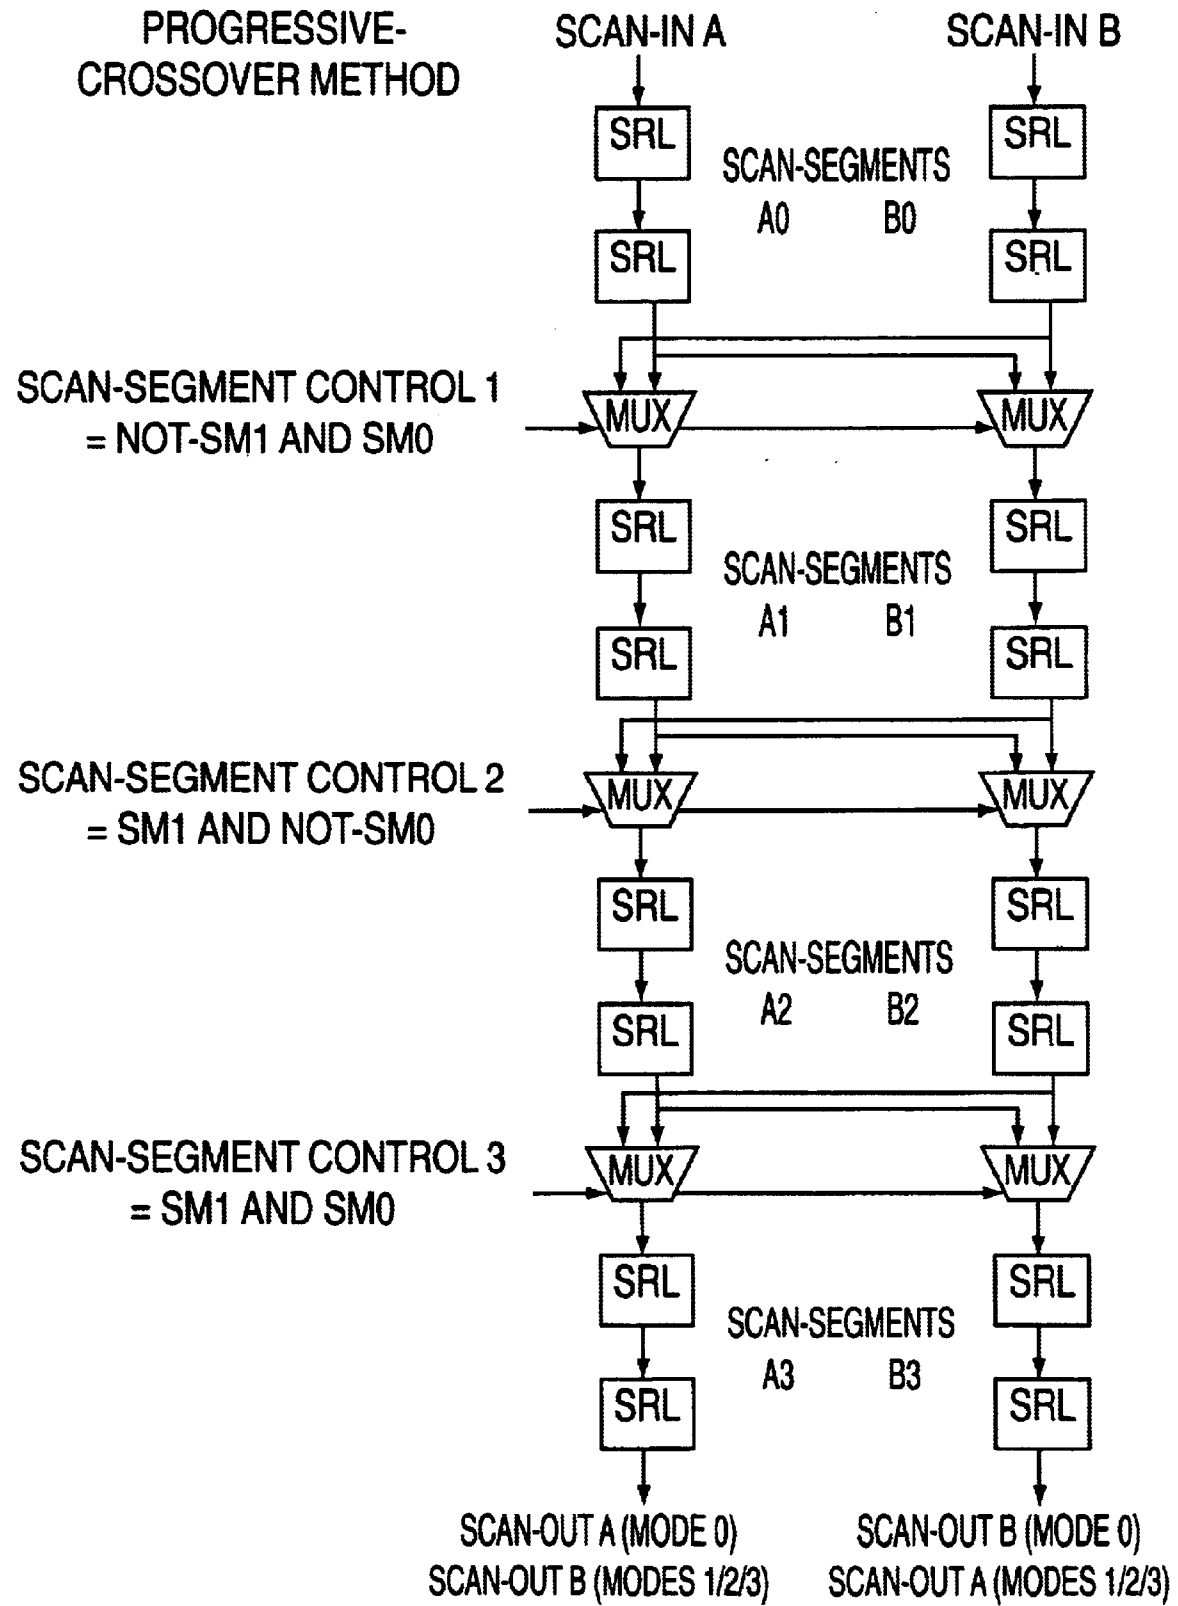 PROGRESSIVE-
CROSSOVER METHOD
SCAN-IN A
SCAN-IN B
SRL
SRL
SCAN-SEGMENTS
A0 B0
SRL
SRL
SCAN-SEGMENT CONTROL 1
= NOT-SM1 AND SM0
MUX
MUX
SRL
SRL
SCAN-SEGMENTS
A1 B1
SRL
SRL
SCAN-SEGMENT CONTROL 2
= SM1 AND NOT-SM0
MUX
MUX
SRL
SRL
SCAN-SEGMENTS
A2 B2
SRL
SRL
SCAN-SEGMENT CONTROL 3
= SM1 AND SM0
MUX
MUX
SRL
SRL
SCAN-SEGMENTS
A3 B3
SRL
SRL
SCAN-OUT A (MODE 0)
SCAN-OUT B (MODES 1/2/3)
SCAN-OUT B (MODE 0)
SCAN-OUT A (MODES 1/2/3)